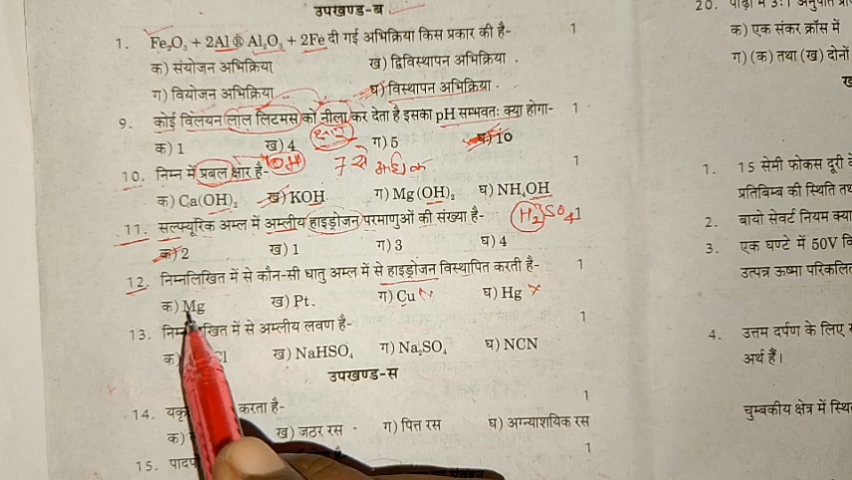 उपखण्ड-ब
1. Fe₂O₃ + 2Al ® Al₂O₃ + 2Fe दी गई अभिक्रिया किस प्रकार की है- 1
क) संयोजन अभिक्रिया ख) द्विविस्थापन अभिक्रिया .
ग) वियोजन अभिक्रिया घ) विस्थापन अभिक्रिया .
9. कोई विलयन लाल लिटमस को नीला कर देता है इसका pH सम्भवतः क्या होगा- 1
क) 1 ख) 4 ग) 5 घ) 10
7 से अधिक
10. निम्न में प्रबल क्षार है- OH 1
क) Ca(OH)₂ ख) KOH ग) Mg(OH)₂ घ) NH₄OH
11. सल्फ्यूरिक अम्ल में अम्लीय हाइड्रोजन परमाणुओं की संख्या है- H₂SO₄ 1
क) 2 ख) 1 ग) 3 घ) 4
12. निम्नलिखित में से कौन-सी धातु अम्ल में से हाइड्रोजन विस्थापित करती है- 1
क) Mg ख) Pt. ग) Cu घ) Hg ×
13. में से अम्लीय लवण है- 1
क) ख) NaHSO₄ ग) Na₂SO₄ घ) NCN
उपखण्ड-स
14. करता है- 1
क) ख) जठर रस ग) पित्त रस घ) अग्न्याशयिक रस
15. 1
20.
क) एक संकर क्रॉस में
ग) (क) तथा (ख) दोनों
1. 15 सेमी फोकस दूरी
प्रतिबिम्ब की स्थिति
2. बायो सेवर्ट नियम क्या
3. एक घण्टे में 50V
उत्पन्न ऊष्मा
4. उत्तम दर्पण के लिए
अर्थ हैं।
चुम्बकीय क्षेत्र में